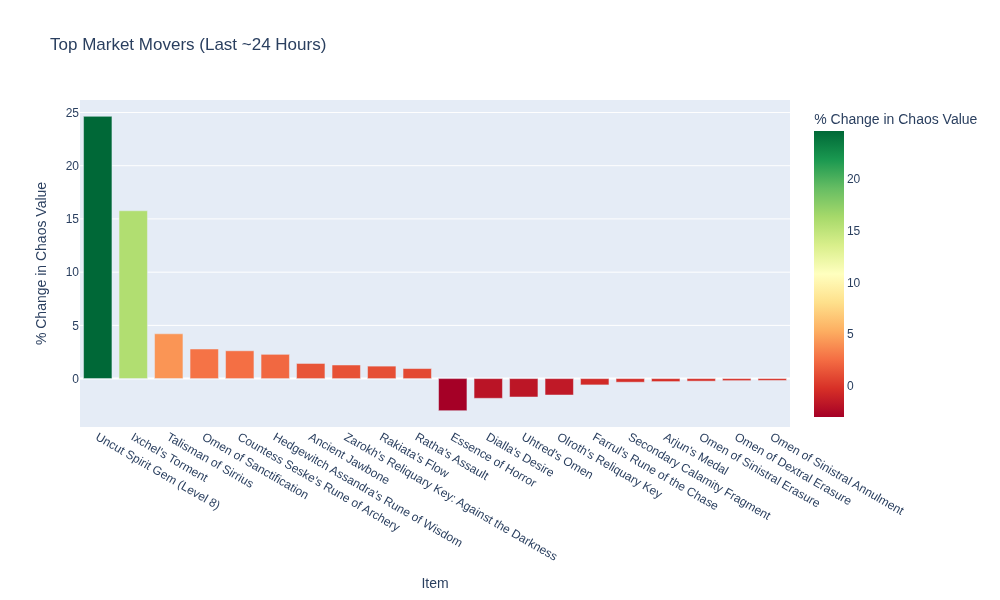 Top Market Movers (Last ~24 Hours)
% Change in Chaos Value
25
20
15
10
5
0
% Change in Chaos Value
20
15
10
5
0
Uncut Spirit Gem (Level 8)
Ixchel's Torment
Talisman of Sirius
Omen of Sanctification
Countess Seske's Rune of Archery
Hedgewitch Assandra's Rune of Wisdom
Ancient Jawbone
Zarokh's Reliquary Key: Against the Darkness
Rakiata's Flow
Ratha's Assault
Essence of Horror
Dialla's Desire
Uhtred's Omen
Olroth's Reliquary Key
Farrul's Rune of the Chase
Secondary Calamity Fragment
Arjun's Medal
Omen of Sinistral Erasure
Omen of Dextral Erasure
Omen of Sinistral Annulment
Item